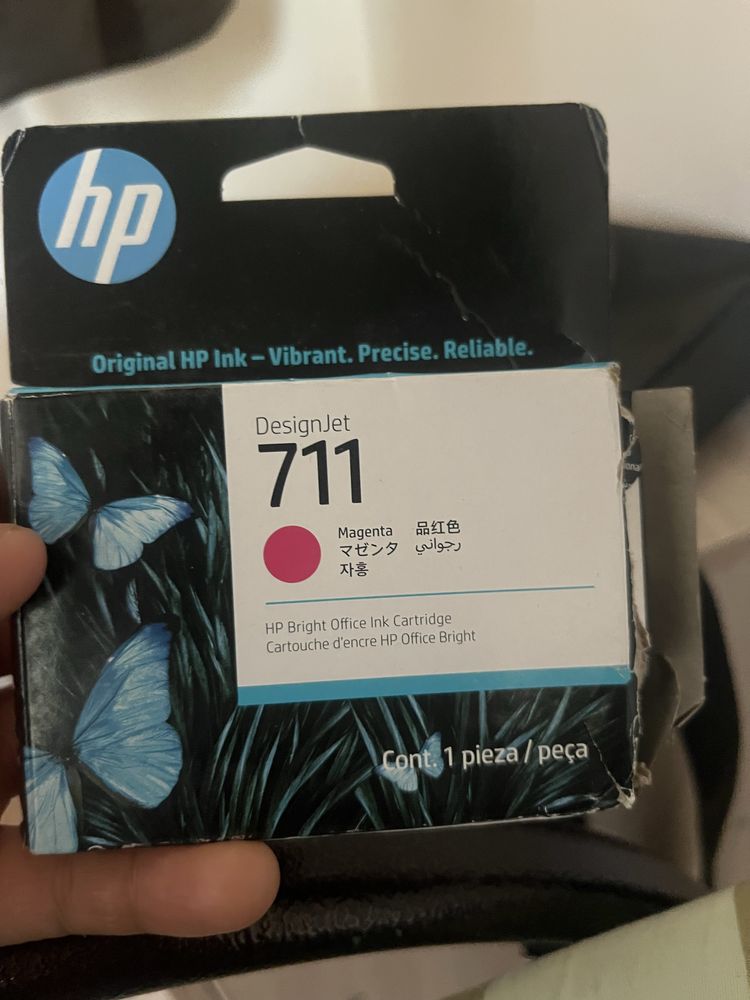 hp
Original HP Ink – Vibrant. Precise. Reliable.
DesignJet
711
Magenta 品红色
マゼンタ رجواني
자홍
HP Bright Office Ink Cartridge
Cartouche d'encre HP Office Bright
Cont. 1 pieza / peça